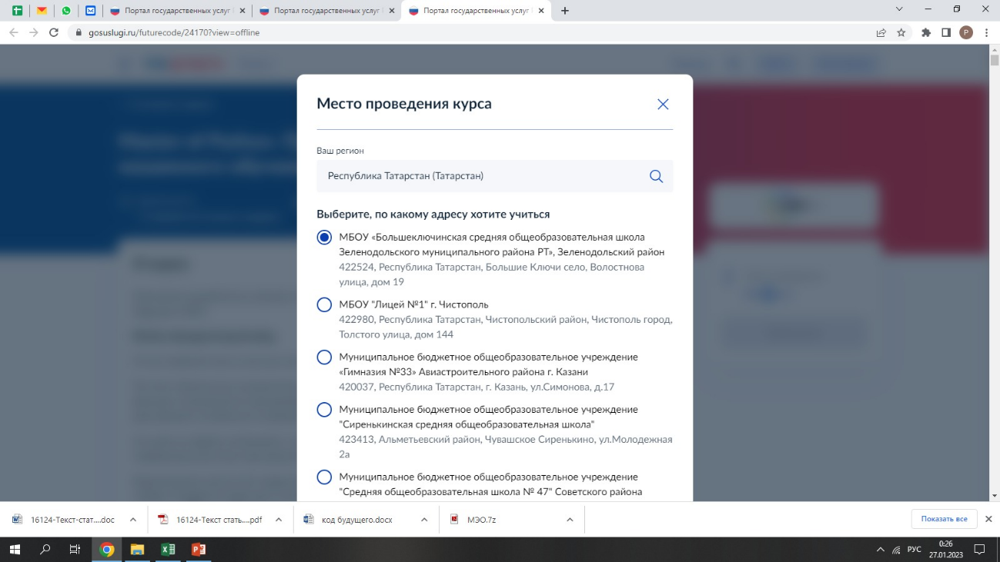 Портал государственных услуг
Портал государственных услуг
Портал государственных услуг
gosuslugi.ru/futurecode/24170?view=offline
P
Место проведения курса
Ваш регион
Республика Татарстан (Татарстан)
Выберите, по какому адресу хотите учиться
МБОУ «Большеключинская средняя общеобразовательная школа
Зеленодольского муниципального района РТ», Зеленодольский район
422524, Республика Татарстан, Большие Ключи село, Волостнова
улица, дом 19
МБОУ "Лицей №1" г. Чистополь
422980, Республика Татарстан, Чистопольский район, Чистополь город,
Толстого улица, дом 144
Муниципальное бюджетное общеобразовательное учреждение
«Гимназия №33» Авиастроительного района г. Казани
420037, Республика Татарстан, г. Казань, ул.Симонова, д.17
Муниципальное бюджетное общеобразовательное учреждение
"Сиренькинская средняя общеобразовательная школа"
423413, Альметьевский район, Чувашское Сиренькино, ул.Молодежная
2а
Муниципальное бюджетное общеобразовательное учреждение
"Средняя общеобразовательная школа № 47" Советского района
16124-Текст-стат....doc
16124-Текст стать....pdf
код будущего.docx
МЭО.7z
Показать все
РУС
0:26
27.01.2023